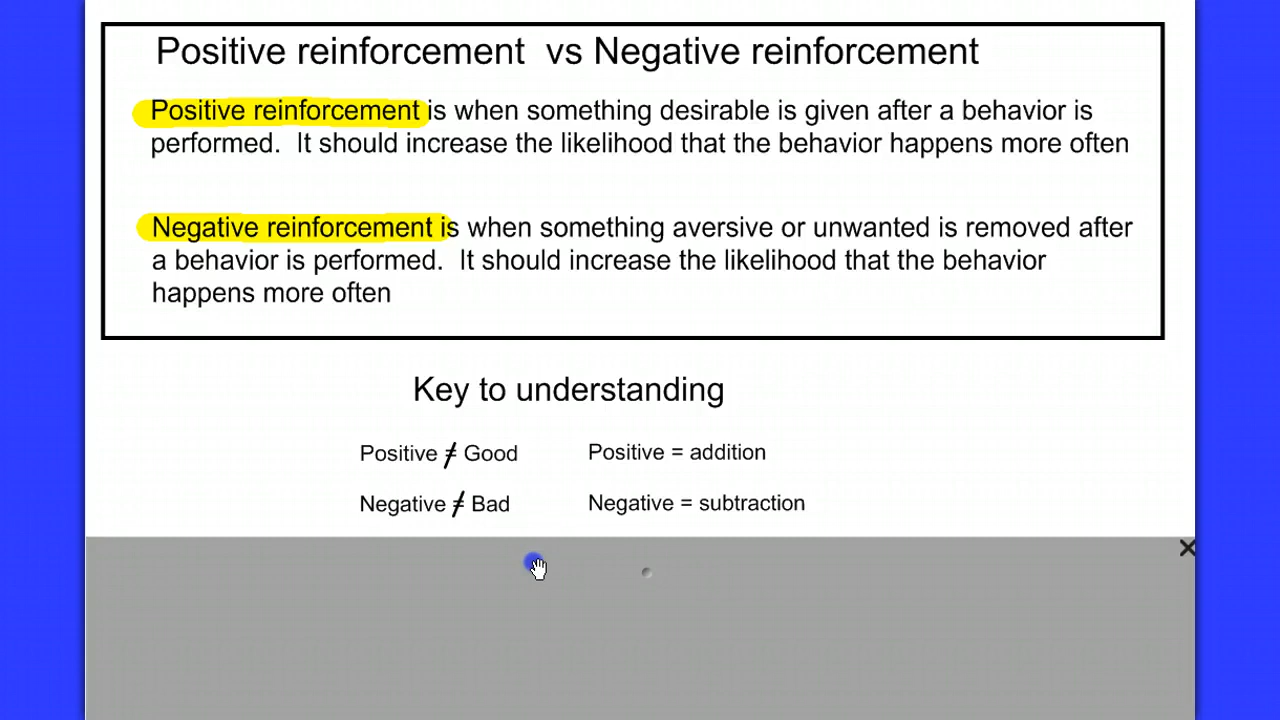 Positive reinforcement vs Negative reinforcement
Positive reinforcement is when something desirable is given after a behavior is
performed. It should increase the likelihood that the behavior happens more often
Negative reinforcement is when something aversive or unwanted is removed after
a behavior is performed. It should increase the likelihood that the behavior
happens more often
Key to understanding
Positive ≠ Good
Positive = addition
Negative ≠ Bad
Negative = subtraction